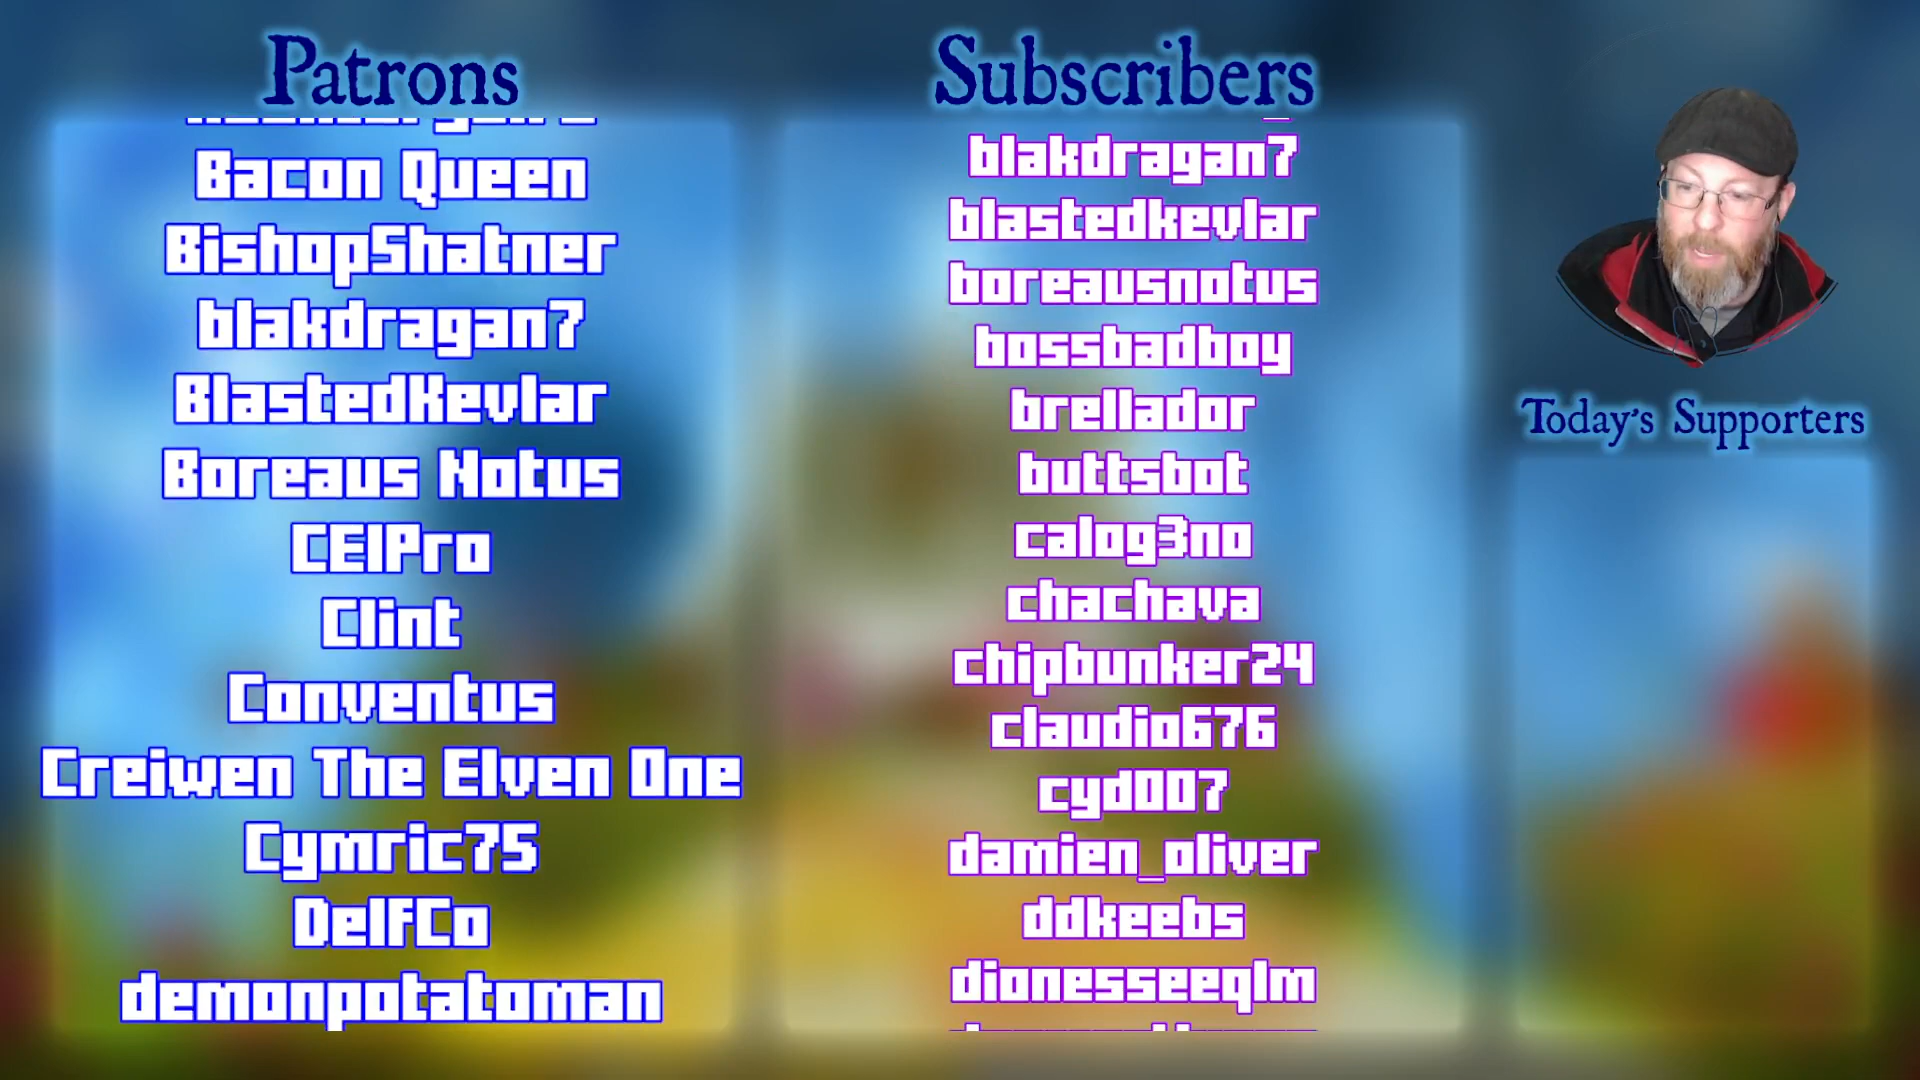 Patrons
Bacon Queen
BishopShatner
blakdragan7
BlastedKevlar
Boreaus Notus
CElPro
Clint
Conventus
Creiwen The Elven One
Cymric75
DelfCo
demonpotatoman
Subscribers
blakdragan7
blastedkevlar
boreausnotus
bossbadboy
brellador
buttsbot
calog3no
chachava
chipbunker24
claudio676
cyd007
damien_oliver
ddkeebs
dionesseeqlm
Today's Supporters